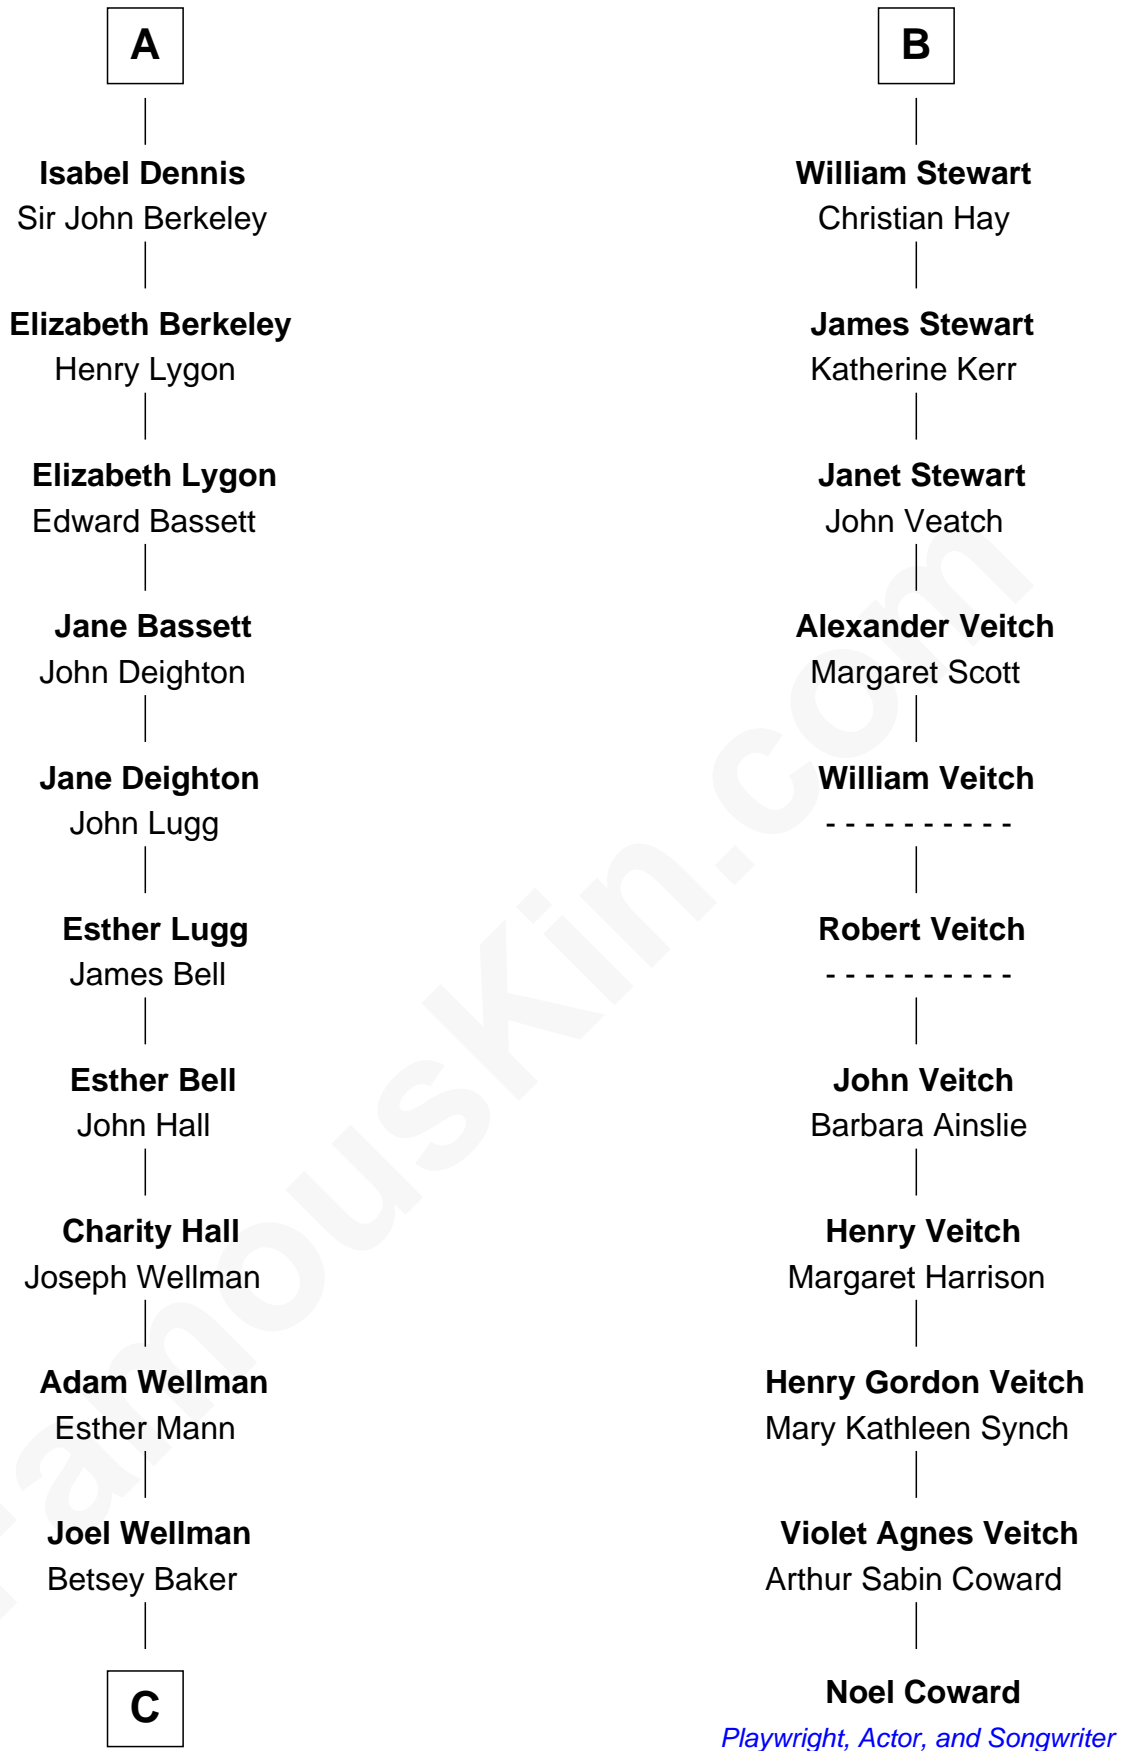 A
Isabel Dennis
Sir John Berkeley
Elizabeth Berkeley
Henry Lygon
Elizabeth Lygon
Edward Bassett
Jane Bassett
John Deighton
Jane Deighton
John Lugg
Esther Lugg
James Bell
Esther Bell
John Hall
Charity Hall
Joseph Wellman
Adam Wellman
Esther Mann
Joel Wellman
Betsey Baker
C
B
William Stewart
Christian Hay
James Stewart
Katherine Kerr
Janet Stewart
John Veatch
Alexander Veitch
Margaret Scott
William Veitch
- - - - - - - - - -
Robert Veitch
- - - - - - - - - -
John Veitch
Barbara Ainslie
Henry Veitch
Margaret Harrison
Henry Gordon Veitch
Mary Kathleen Synch
Violet Agnes Veitch
Arthur Sabin Coward
Noel Coward
Playwright, Actor, and Songwriter
FamousKin.com